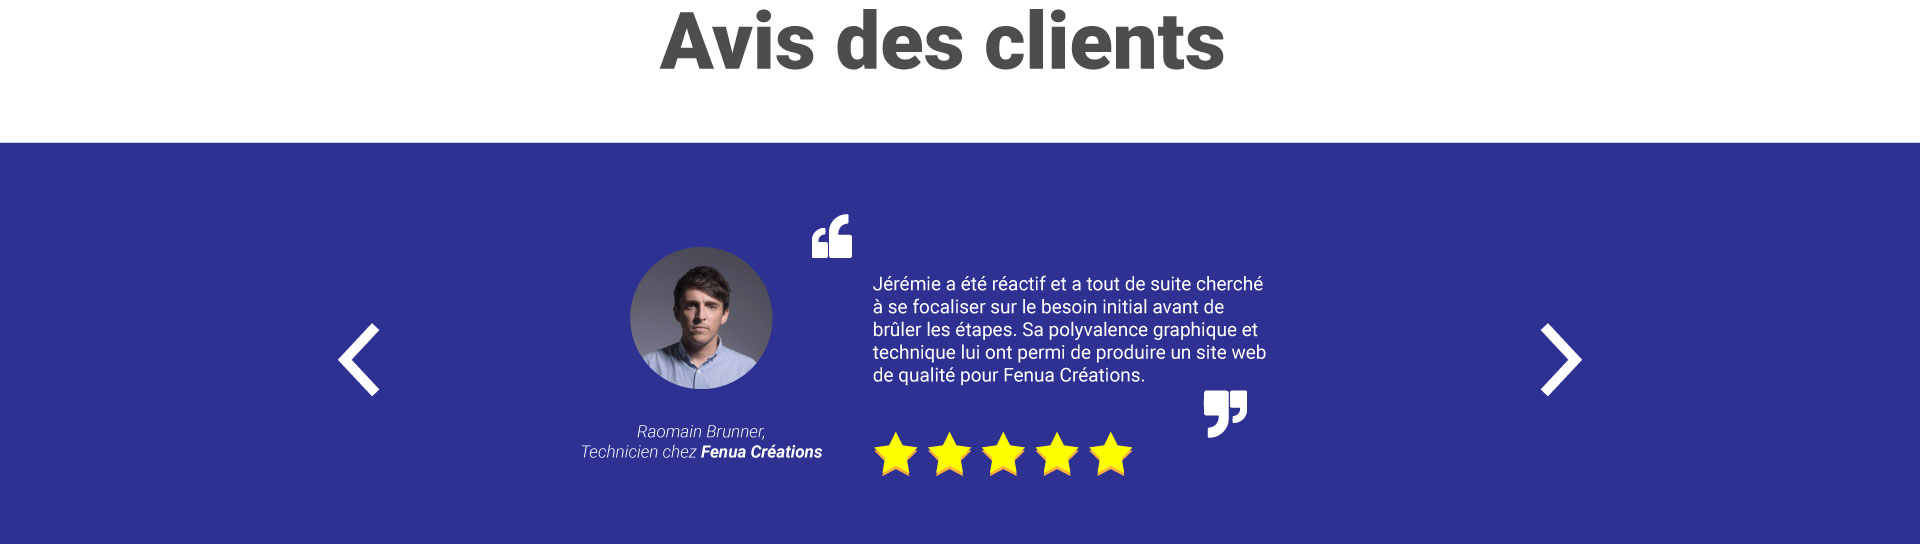 Avis des clients
Jérémie a été réactif et a tout de suite cherché
à se focaliser sur le besoin initial avant de
brûler les étapes. Sa polyvalence graphique et
technique lui ont permi de produire un site web
de qualité pour Fenua Créations.
Raomain Brunner,
Technicien chez Fenua Créations